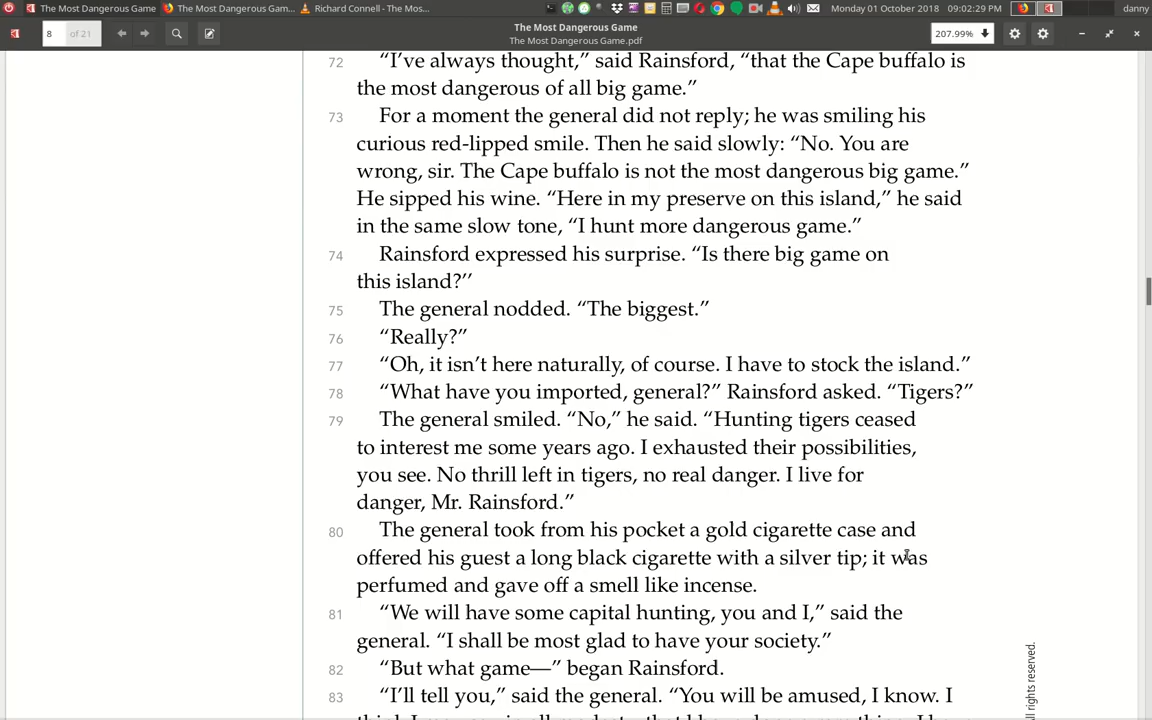 The Most Dangerous Game
The Most Dangerous Gam...
Richard Connell - The Mos...
Monday 01 October 2018 | 09:02:29 PM
danny
8 of 21
The Most Dangerous Game
The Most Dangerous Game.pdf
207.99%
72 “I’ve always thought,” said Rainsford, “that the Cape buffalo is
the most dangerous of all big game.”
73 For a moment the general did not reply; he was smiling his
curious red-lipped smile. Then he said slowly: “No. You are
wrong, sir. The Cape buffalo is not the most dangerous big game.”
He sipped his wine. “Here in my preserve on this island,” he said
in the same slow tone, “I hunt more dangerous game.”
74 Rainsford expressed his surprise. “Is there big game on
this island?’’
75 The general nodded. “The biggest.”
76 “Really?”
77 “Oh, it isn’t here naturally, of course. I have to stock the island.”
78 “What have you imported, general?” Rainsford asked. “Tigers?”
79 The general smiled. “No,” he said. “Hunting tigers ceased
to interest me some years ago. I exhausted their possibilities,
you see. No thrill left in tigers, no real danger. I live for
danger, Mr. Rainsford.”
80 The general took from his pocket a gold cigarette case and
offered his guest a long black cigarette with a silver tip; it was
perfumed and gave off a smell like incense.
81 “We will have some capital hunting, you and I,” said the
general. “I shall be most glad to have your society.”
82 “But what game—” began Rainsford.
83 “I’ll tell you,” said the general. “You will be amused, I know. I
ll rights reserved.